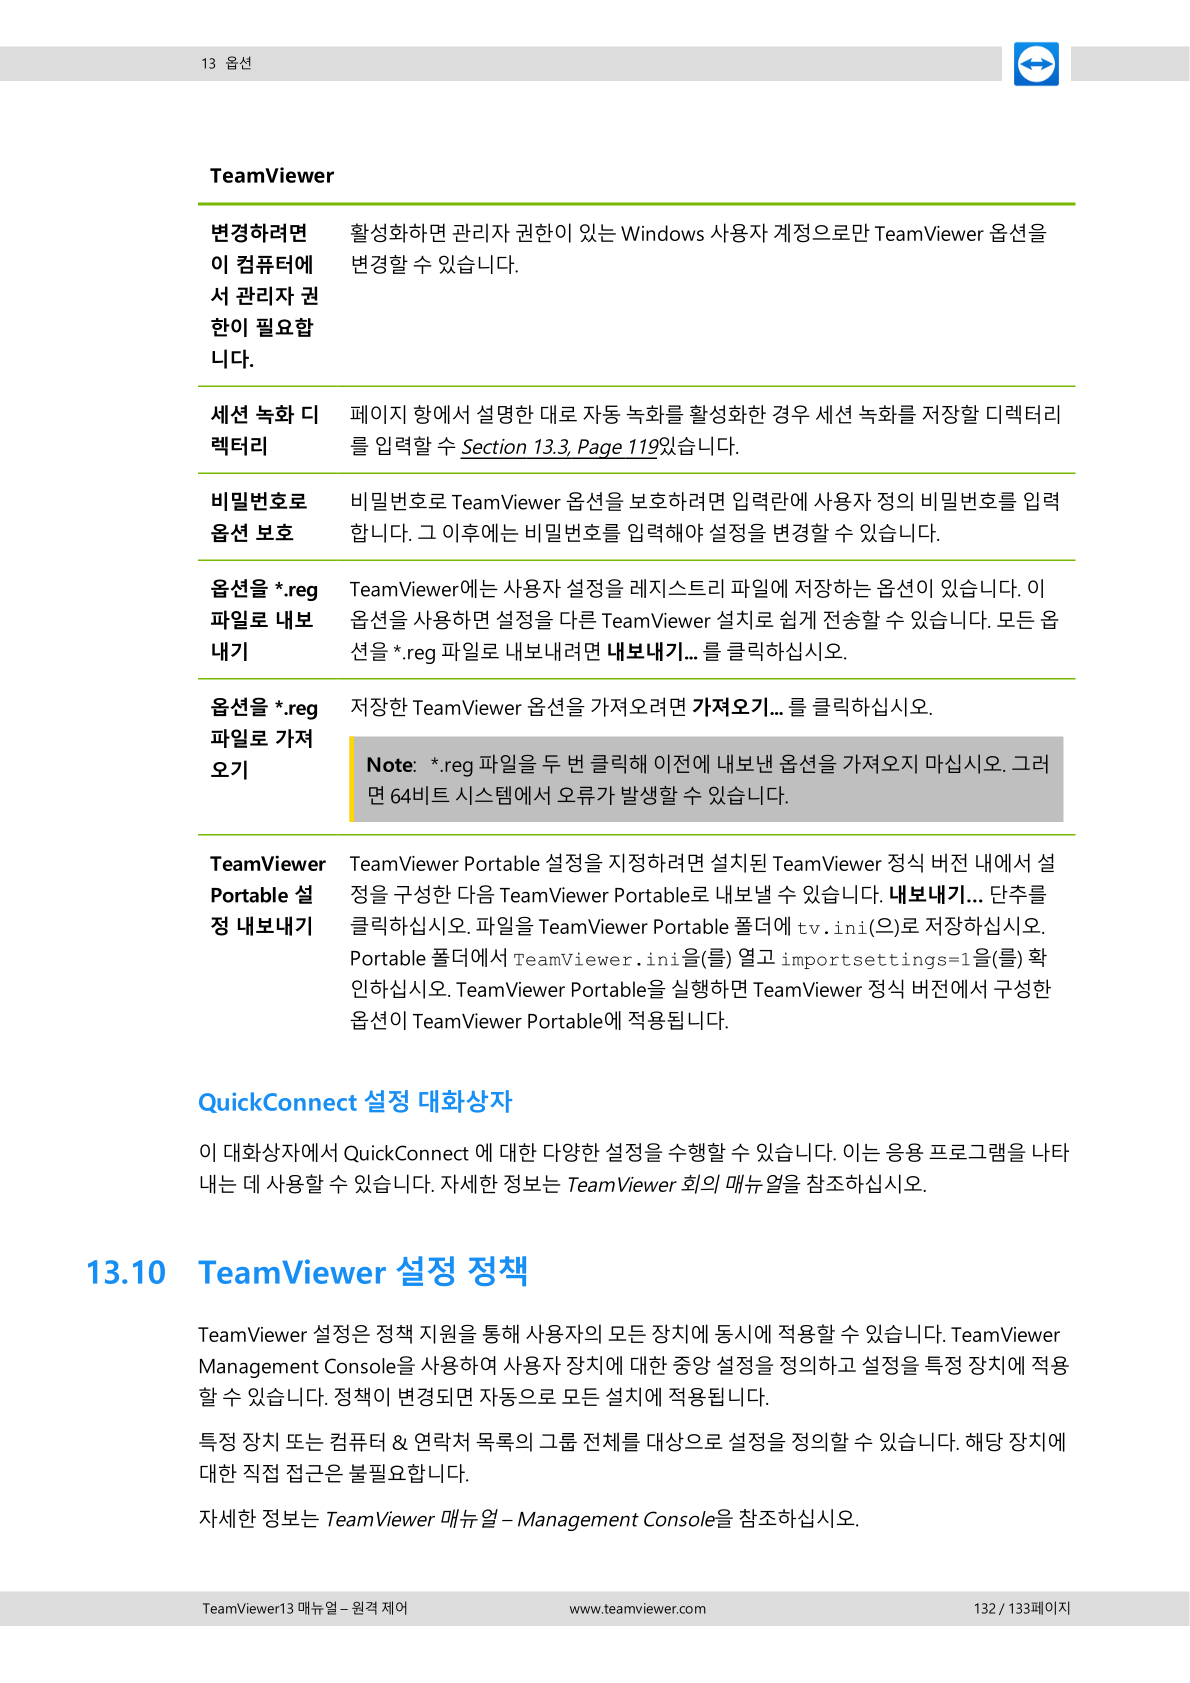 13 옵션
TeamViewer
변경하려면
이 컴퓨터에
서 관리자 권
한이 필요합
니다.
활성화하면 관리자 권한이 있는 Windows 사용자 계정으로만 TeamViewer 옵션을
변경할 수 있습니다.
세션 녹화 디
렉터리
페이지 항에서 설명한 대로 자동 녹화를 활성화한 경우 세션 녹화를 저장할 디렉터리
를 입력할 수 Section 13.3, Page 119있습니다.
비밀번호로
옵션 보호
비밀번호로 TeamViewer 옵션을 보호하려면 입력란에 사용자 정의 비밀번호를 입력
합니다. 그 이후에는 비밀번호를 입력해야 설정을 변경할 수 있습니다.
옵션을 *.reg
파일로 내보
내기
TeamViewer에는 사용자 설정을 레지스트리 파일에 저장하는 옵션이 있습니다. 이
옵션을 사용하면 설정을 다른 TeamViewer 설치로 쉽게 전송할 수 있습니다. 모든 옵
션을 *.reg 파일로 내보내려면 내보내기... 를 클릭하십시오.
옵션을 *.reg
파일로 가져
오기
저장한 TeamViewer 옵션을 가져오려면 가져오기... 를 클릭하십시오.
Note: *.reg 파일을 두 번 클릭해 이전에 내보낸 옵션을 가져오지 마십시오. 그러
면 64비트 시스템에서 오류가 발생할 수 있습니다.
TeamViewer
Portable 설
정 내보내기
TeamViewer Portable 설정을 지정하려면 설치된 TeamViewer 정식 버전 내에서 설
정을 구성한 다음 TeamViewer Portable로 내보낼 수 있습니다. 내보내기... 단추를
클릭하십시오. 파일을 TeamViewer Portable 폴더에 tv.ini(으)로 저장하십시오.
Portable 폴더에서 TeamViewer.ini을(를) 열고 importsettings=1을(를) 확
인하십시오. TeamViewer Portable을 실행하면 TeamViewer 정식 버전에서 구성한
옵션이 TeamViewer Portable에 적용됩니다.
QuickConnect 설정 대화상자
이 대화상자에서 QuickConnect 에 대한 다양한 설정을 수행할 수 있습니다. 이는 응용 프로그램을 나타
내는 데 사용할 수 있습니다. 자세한 정보는 TeamViewer 회의 매뉴얼을 참조하십시오.
13.10 TeamViewer 설정 정책
TeamViewer 설정은 정책 지원을 통해 사용자의 모든 장치에 동시에 적용할 수 있습니다. TeamViewer
Management Console을 사용하여 사용자 장치에 대한 중앙 설정을 정의하고 설정을 특정 장치에 적용
할 수 있습니다. 정책이 변경되면 자동으로 모든 설치에 적용됩니다.
특정 장치 또는 컴퓨터 & 연락처 목록의 그룹 전체를 대상으로 설정을 정의할 수 있습니다. 해당 장치에
대한 직접 접근은 불필요합니다.
자세한 정보는 TeamViewer 매뉴얼 – Management Console을 참조하십시오.
TeamViewer13 매뉴얼 – 원격 제어 www.teamviewer.com 132 / 133페이지